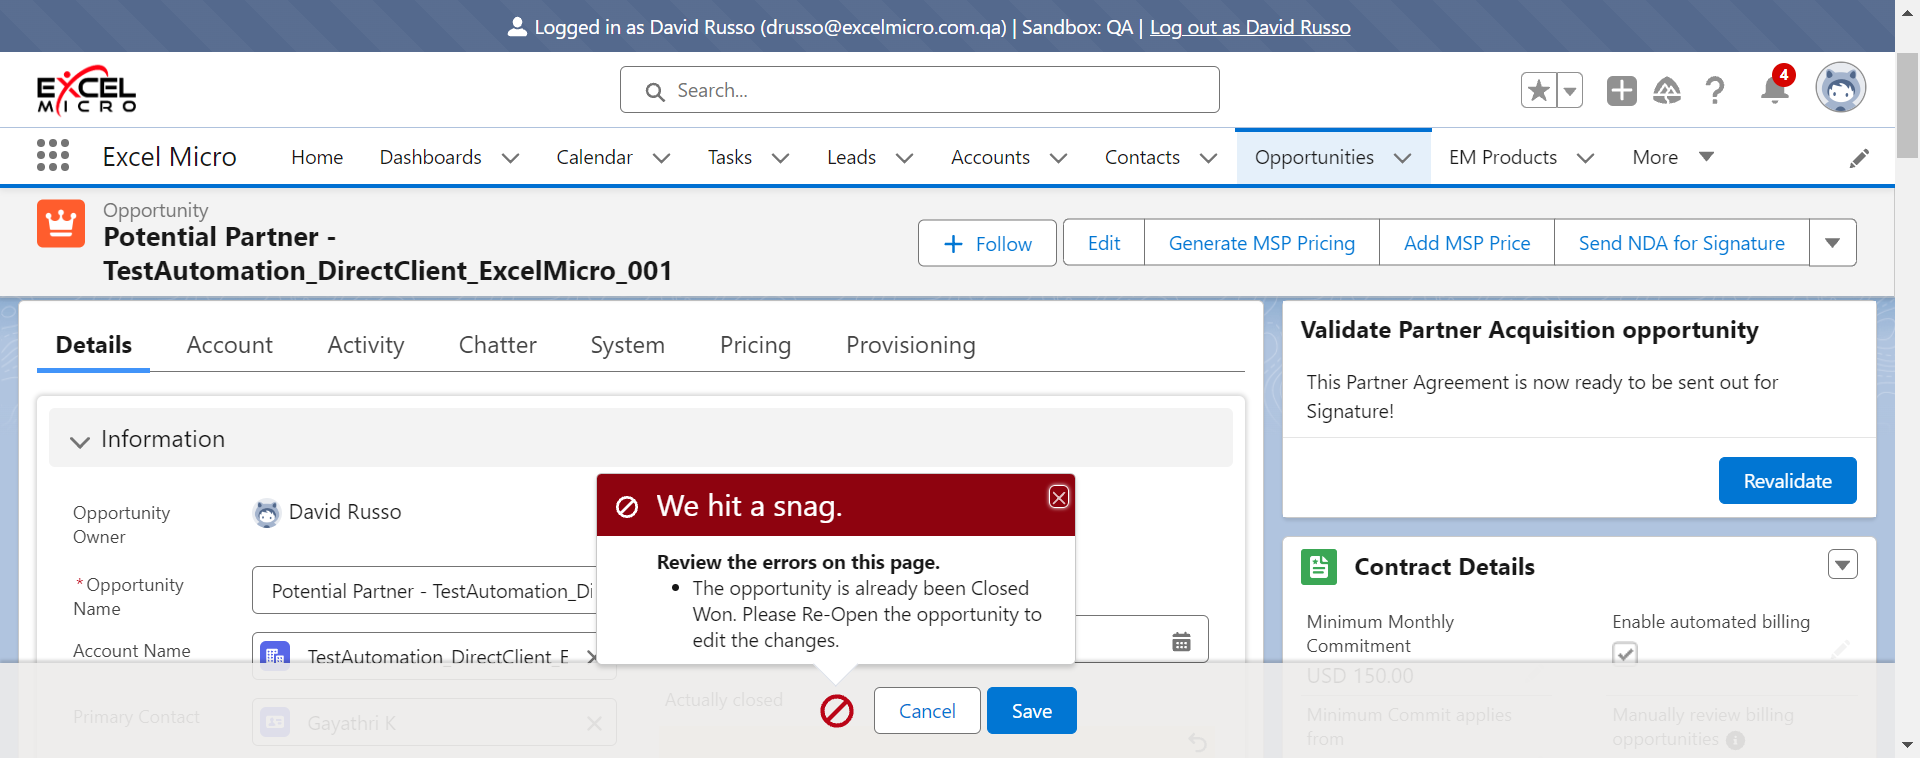 Logged in as David Russo (drusso@excelmicro.com.qa) | Sandbox: QA | Log out as David Russo
EXCEL
MICRO
Search...
4
Excel Micro
Home
Dashboards
Calendar
Tasks
Leads
Accounts
Contacts
Opportunities
EM Products
More
Opportunity
Potential Partner -
TestAutomation_DirectClient_ExcelMicro_001
Follow
Edit
Generate MSP Pricing
Add MSP Price
Send NDA for Signature
Details
Account
Activity
Chatter
System
Pricing
Provisioning
Information
Opportunity
Owner
David Russo
*Opportunity
Name
Potential Partner - TestAutomation_Di
Account Name
TestAutomation_DirectClient_E
Primary Contact
Gayathri K
Actually closed
We hit a snag.
Review the errors on this page.
• The opportunity is already been Closed
Won. Please Re-Open the opportunity to
edit the changes.
Cancel
Save
Validate Partner Acquisition opportunity
This Partner Agreement is now ready to be sent out for
Signature!
Revalidate
Contract Details
Minimum Monthly
Commitment
USD 150.00
Enable automated billing
Minimum Commit applies
from
Manually review billing
opportunities